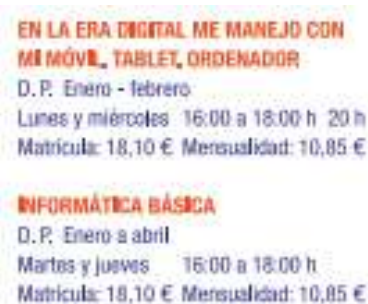 EN LA ERA DIGITAL ME MANEJO CON
MI MÓVIL, TABLET, ORDENADOR
D. P. Enero - febrero
Lunes y miércoles 16:00 a 18:00 h 20 h
Matrícula: 18,10 € Mensualidad: 10,85 €
INFORMÁTICA BÁSICA
D. P. Enero a abril
Martes y jueves 16:00 a 18:00 h
Matrícula: 18,10 € Mensualidad: 10,85 €